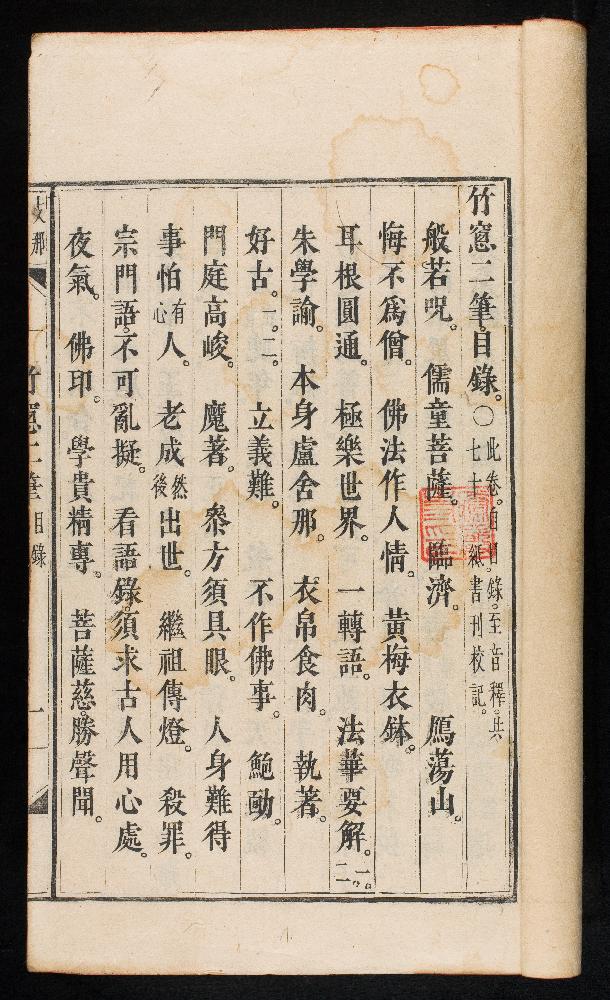 竹窻二筆目錄。○此卷。自目錄。至音釋。共七十 紙書刊校記。
般若咒。 儒童菩薩。 臨濟。 鴈蕩山。
悔不爲僧。 佛法作人情。 黃梅衣鉢。
耳根圓通。 極樂世界。 一轉語。 法華要解。一。二。
朱學諭。 本身盧舍那。 衣帛食肉。 執著。
好古。一。二。 立義難。 不作佛事。 鮑勔。
門庭高峻。 魔著。 叅方須具眼。 人身難得
事怕有心人。 老成然後出世。 繼祖傳燈。 殺罪。
宗門語。不可亂擬。 看語錄。須求古人用心處。
夜氣。 佛印。 學貴精專。 菩薩慈。勝聲聞。
竹窻二筆 目錄 一